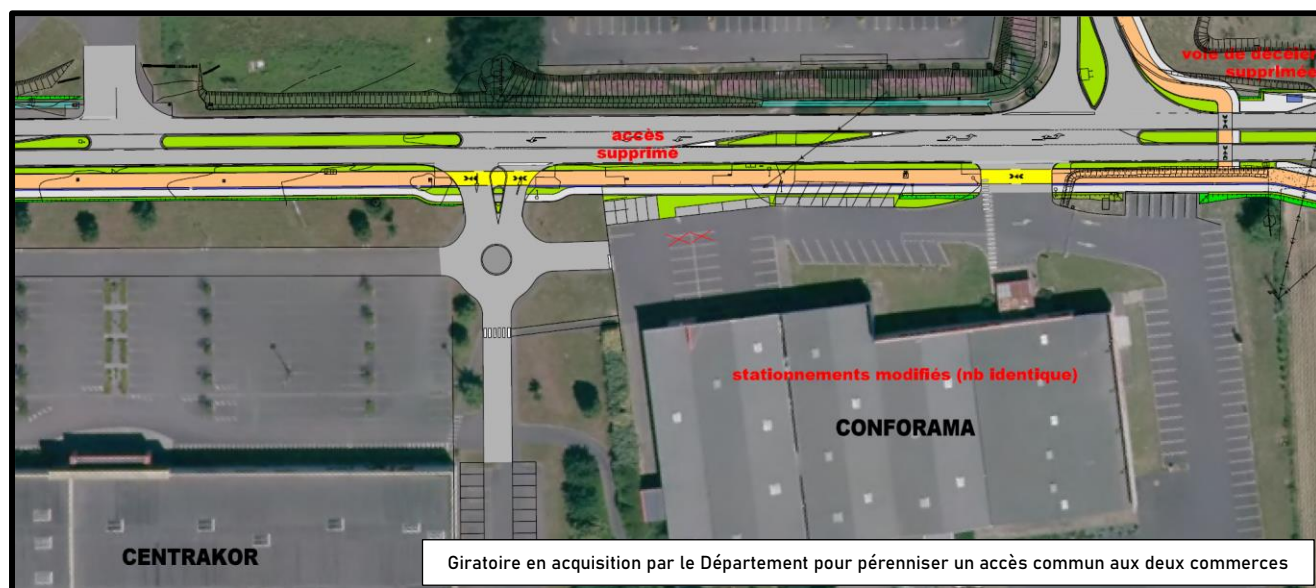 voie de décélér
supprimée
accès
supprimé
stationnements modifiés (nb identique)
CONFORAMA
CENTRAKOR
Giratoire en acquisition par le Département pour pérenniser un accès commun aux deux commerces